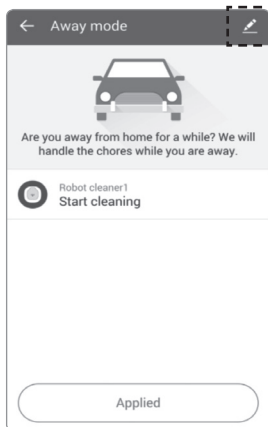 Away mode
Are you away from home for a while? We will
handle the chores while you are away.
Robot cleaner1
Start cleaning
Applied